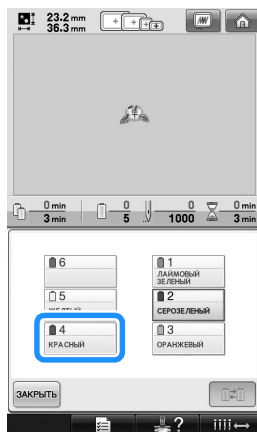 23.2 mm
36.3 mm
0 min
3 min
0
5
0
1000
0 min
3 min
6
1
ЛАЙМОВЫЙ
ЗЕЛЕНЫЙ
5
2
СЕРОЗЕЛЕНЫЙ
4
КРАСНЫЙ
3
ОРАНЖЕВЫЙ
ЗАКРЫТЬ
?